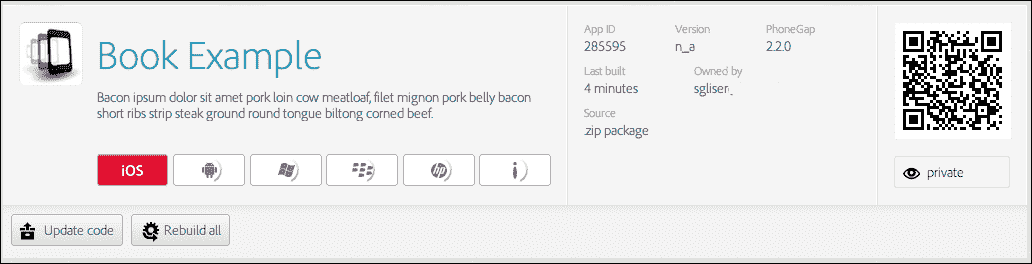 Book Example
Bacon ipsum dolor sit amet pork loin cow meatloaf, filet mignon pork belly bacon
short ribs strip steak ground round tongue biltong corned beef.
iOS
hp
App ID
285595
Version
n_a
PhoneGap
2.2.0
Last built
4 minutes
Owned by
sgliser
Source
.zip package
private
Update code
Rebuild all